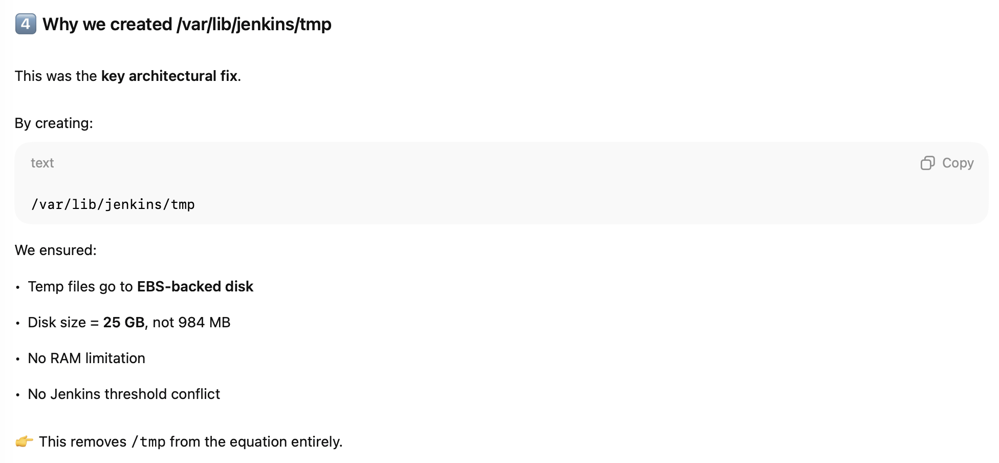 4️⃣ Why we created /var/lib/jenkins/tmp
This was the key architectural fix.
By creating:
text
Copy
/var/lib/jenkins/tmp
We ensured:
• Temp files go to EBS-backed disk
• Disk size = 25 GB, not 984 MB
• No RAM limitation
• No Jenkins threshold conflict
👉 This removes /tmp from the equation entirely.